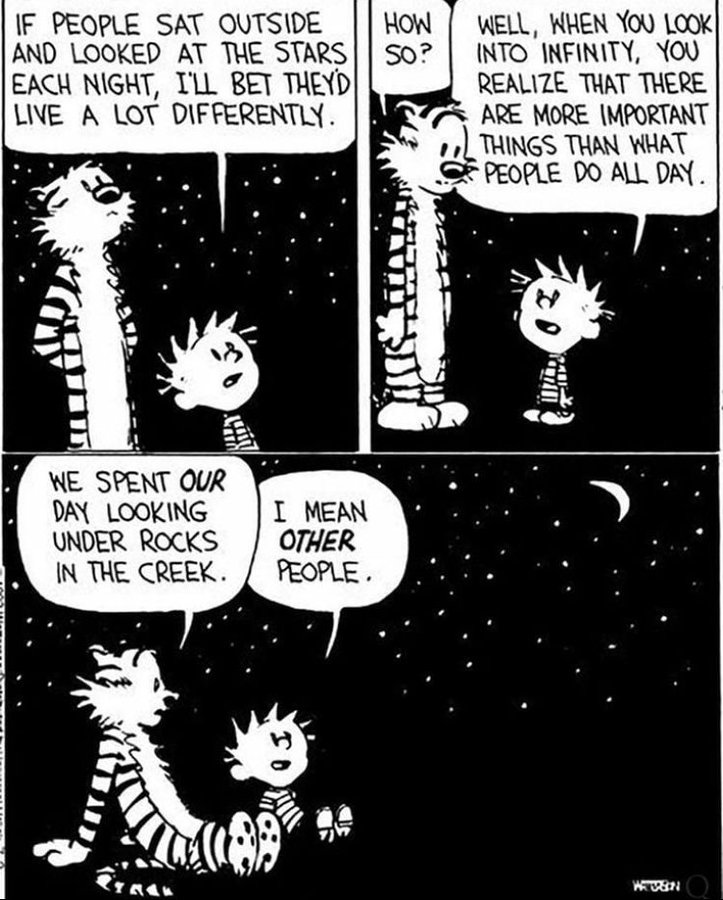 IF PEOPLE SAT OUTSIDE
AND LOOKED AT THE STARS
EACH NIGHT, I'LL BET THEY'D
LIVE A LOT DIFFERENTLY.
HOW
SO?
WELL, WHEN YOU LOOK
INTO INFINITY, YOU
REALIZE THAT THERE
ARE MORE IMPORTANT
THINGS THAN WHAT
PEOPLE DO ALL DAY.
WE SPENT OUR
DAY LOOKING
UNDER ROCKS
IN THE CREEK.
I MEAN
OTHER
PEOPLE.
WATTERSON